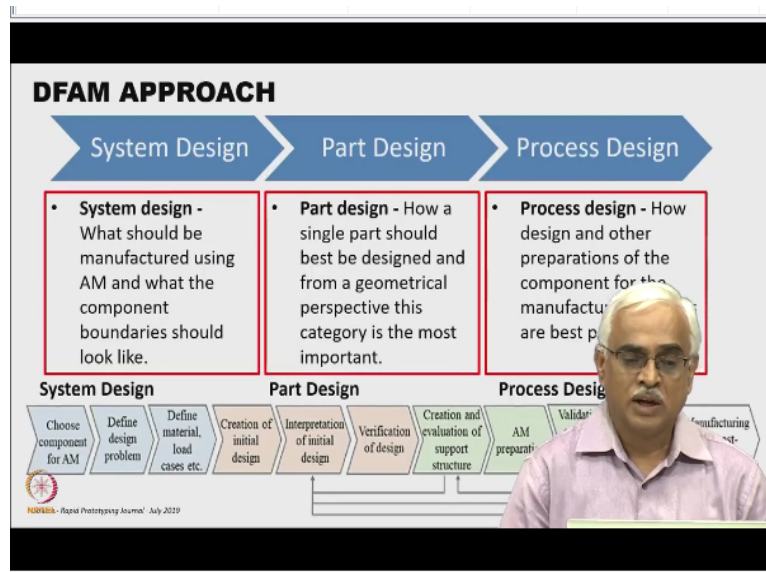 DFAM APPROACH
System Design
Part Design
Process Design
• System design -
What should be
manufactured using
AM and what the
component
boundaries should
look like.
• Part design - How a
single part should
best be designed and
from a geometrical
perspective this
category is the most
important.
• Process design - How
design and other
preparations of the
component for the
are best
System Design
Part Design
Process
Choose
component
for AM
Define
design
problem
Define
material,
load
cases etc.
Creation of
initial
design
Interpretation
of initial
design
Verification
of design
Creation and
evaluation of
support
structure
AM
- Rapid Prototyping Journal July 2019